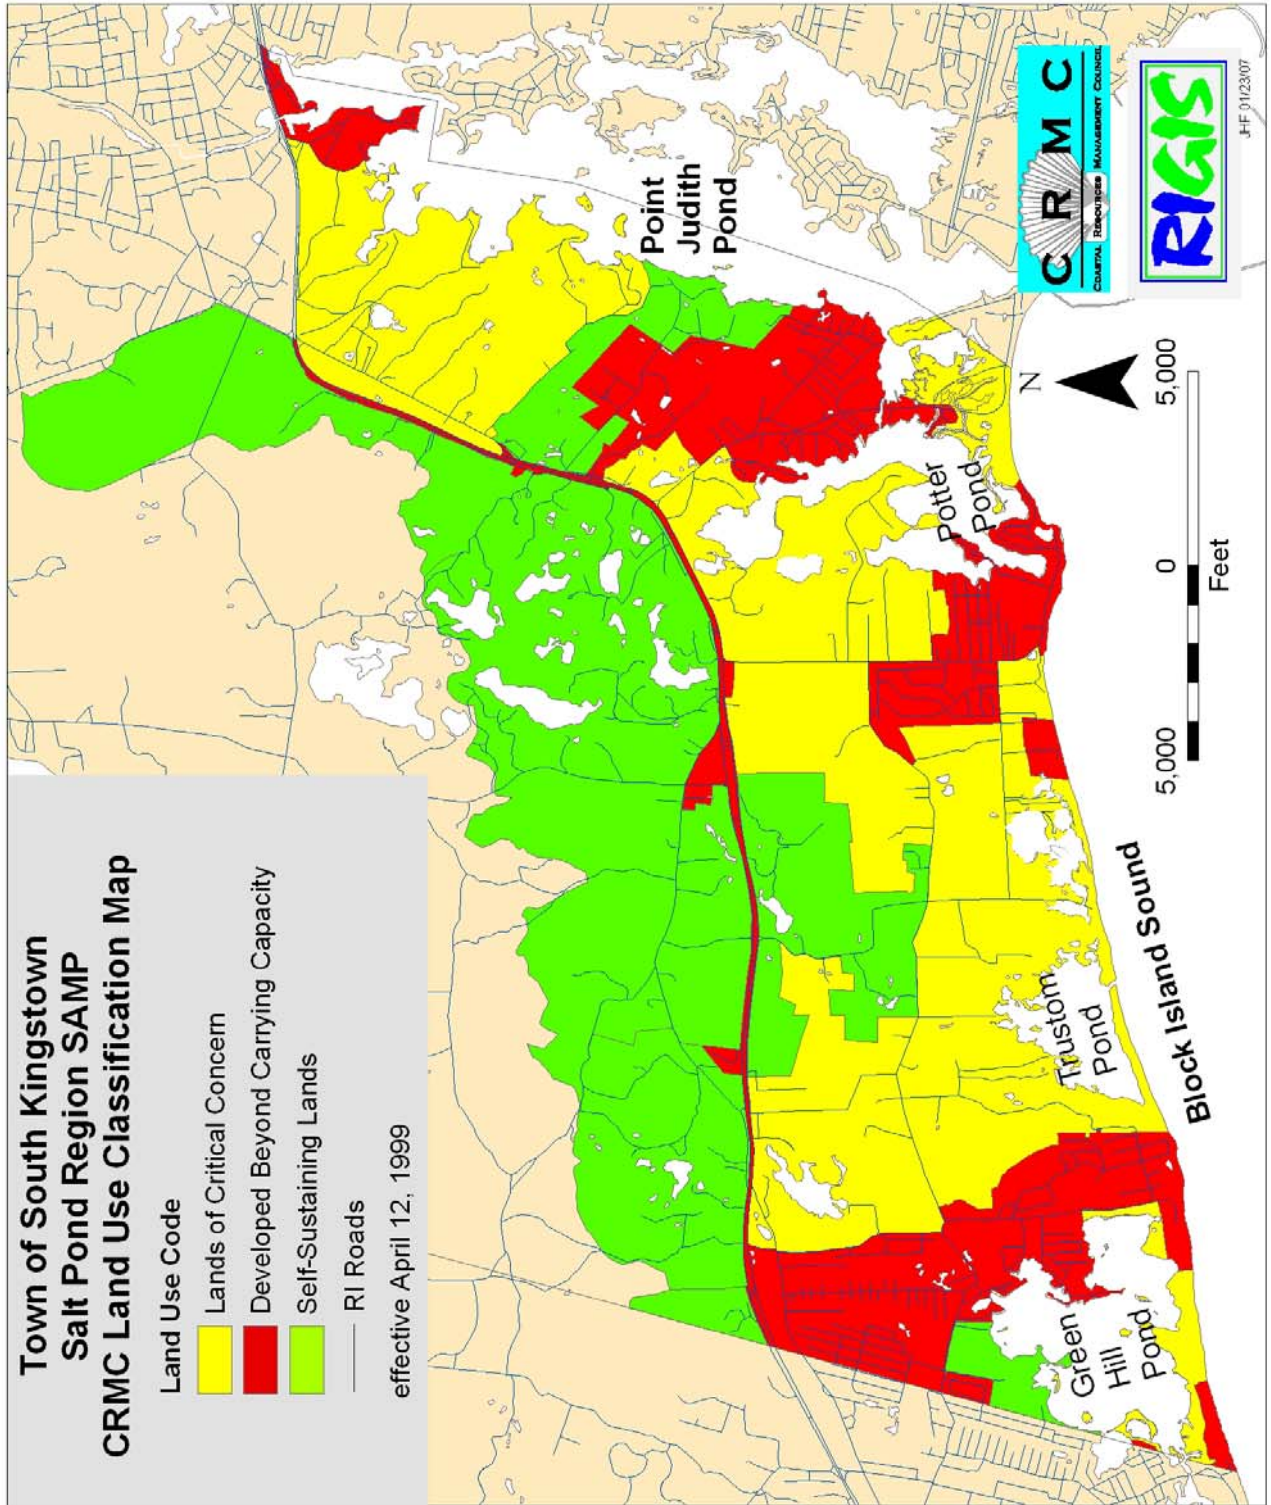 Town of South Kingstown
Salt Pond Region SAMP
CRMC Land Use Classification Map
Land Use Code
Lands of Critical Concern
Developed Beyond Carrying Capacity
Self-Sustaining Lands
RI Roads
effective April 12, 1999
Point
Judith
Pond
Potter
Pond
Trustom
Pond
Green
Hill
Pond
Block Island Sound
N
5,000
0
5,000
Feet
C R M C
COASTAL RESOURCES MANAGEMENT COUNCIL
RIGIS
JHF 01/23/07